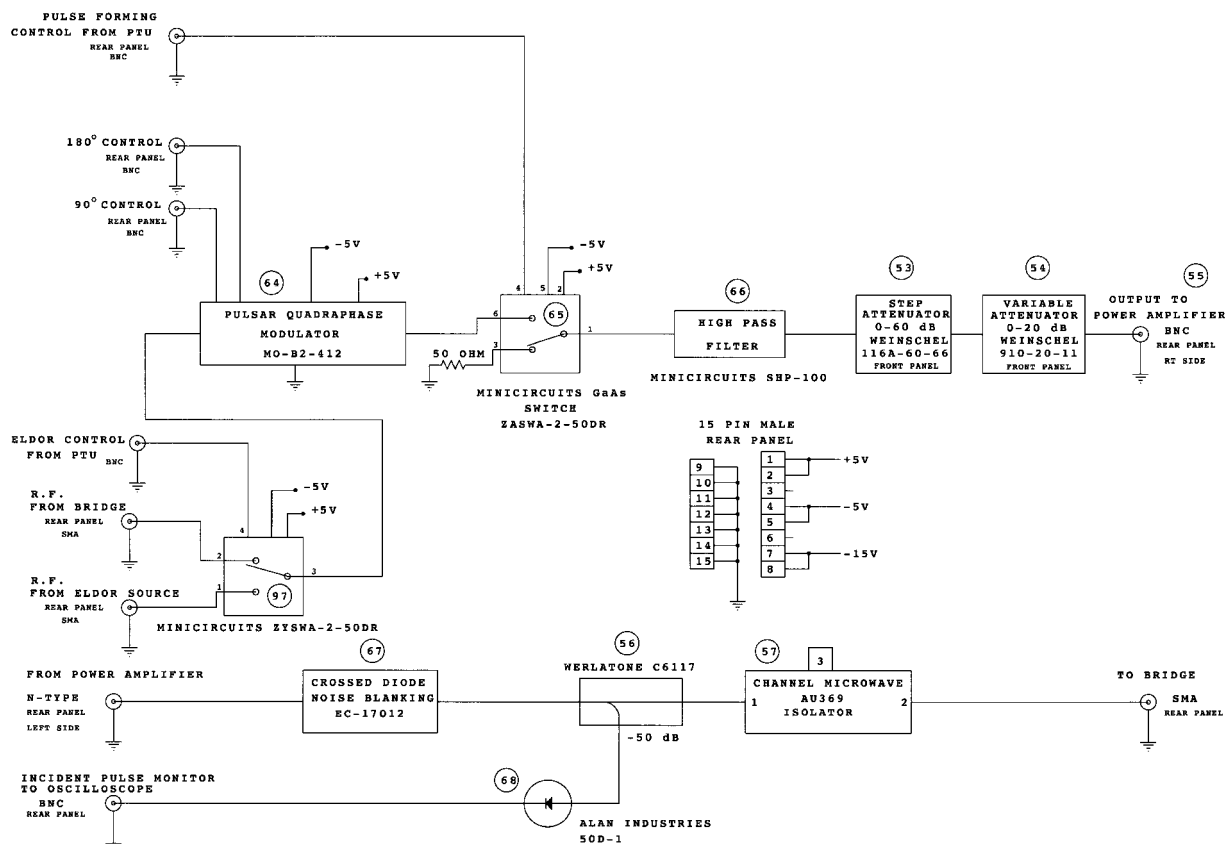 PULSE FORMING
CONTROL FROM PTU
REAR PANEL
BNC
180° CONTROL
REAR PANEL
BNC
90° CONTROL
REAR PANEL
BNC
-5V
+5V
64
PULSAR QUADRAPHASE
MODULATOR
MO-B2-412
-5V
+5V
4
5
2
6
65
1
3
50 OHM
MINICIRCUITS GaAs
SWITCH
ZASWA-2-50DR
66
HIGH PASS
FILTER
MINICIRCUITS SHP-100
53
STEP
ATTENUATOR
0-60 dB
WEINSCHEL
116A-60-66
FRONT PANEL
54
VARIABLE
ATTENUATOR
0-20 dB
WEINSCHEL
910-20-11
FRONT PANEL
55
OUTPUT TO
POWER AMPLIFIER
BNC
REAR PANEL
RT SIDE
ELDOR CONTROL
FROM PTU
BNC
R.F.
FROM BRIDGE
REAR PANEL
SMA
R.F.
FROM ELDOR SOURCE
REAR PANEL
SMA
-5V
+5V
4
2
3
1
97
MINICIRCUITS ZYSWA-2-50DR
15 PIN MALE
REAR PANEL
9
10
11
12
13
14
15
1
2
3
4
5
6
7
8
+5V
-5V
-15V
FROM POWER AMPLIFIER
N-TYPE
REAR PANEL
LEFT SIDE
67
CROSSED DIODE
NOISE BLANKING
EC-17012
56
WERLATONE C6117
-50 dB
57
3
CHANNEL MICROWAVE
1 AU369 2
ISOLATOR
TO BRIDGE
SMA
REAR PANEL
INCIDENT PULSE MONITOR
TO OSCILLOSCOPE
BNC
REAR PANEL
68
ALAN INDUSTRIES
50D-1